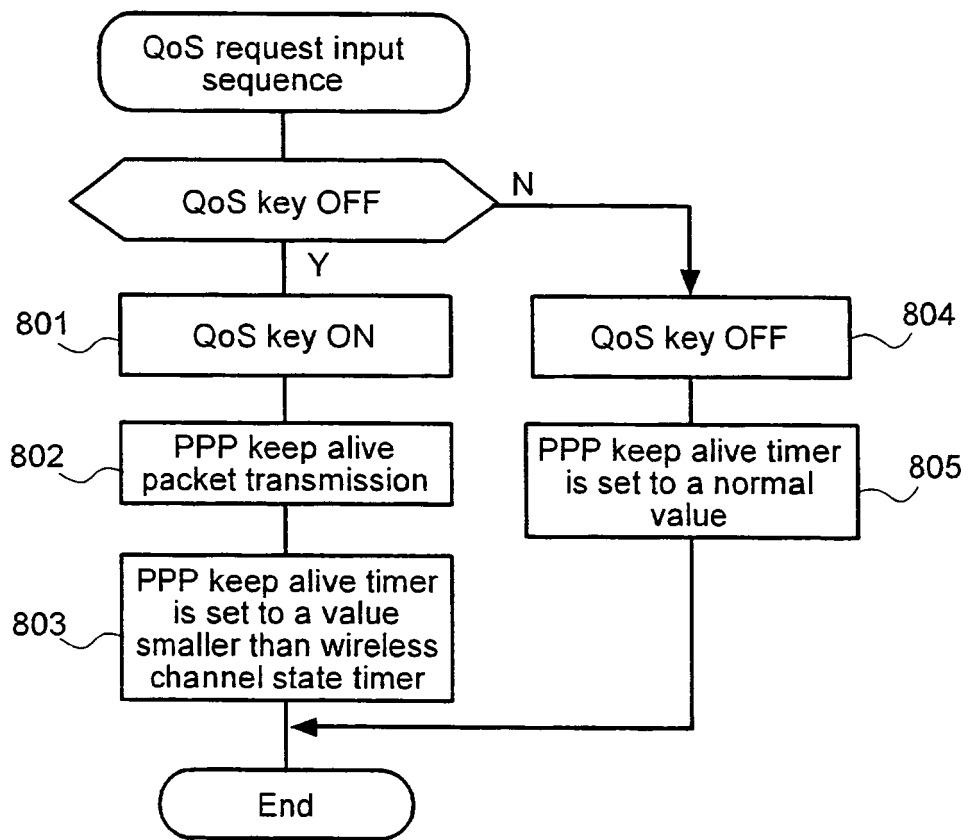 QoS request input
sequence
QoS key OFF
N
Y
801
QoS key ON
804
QoS key OFF
802
PPP keep alive
packet transmission
805
PPP keep alive timer
is set to a normal
value
803
PPP keep alive timer
is set to a value
smaller than wireless
channel state timer
End